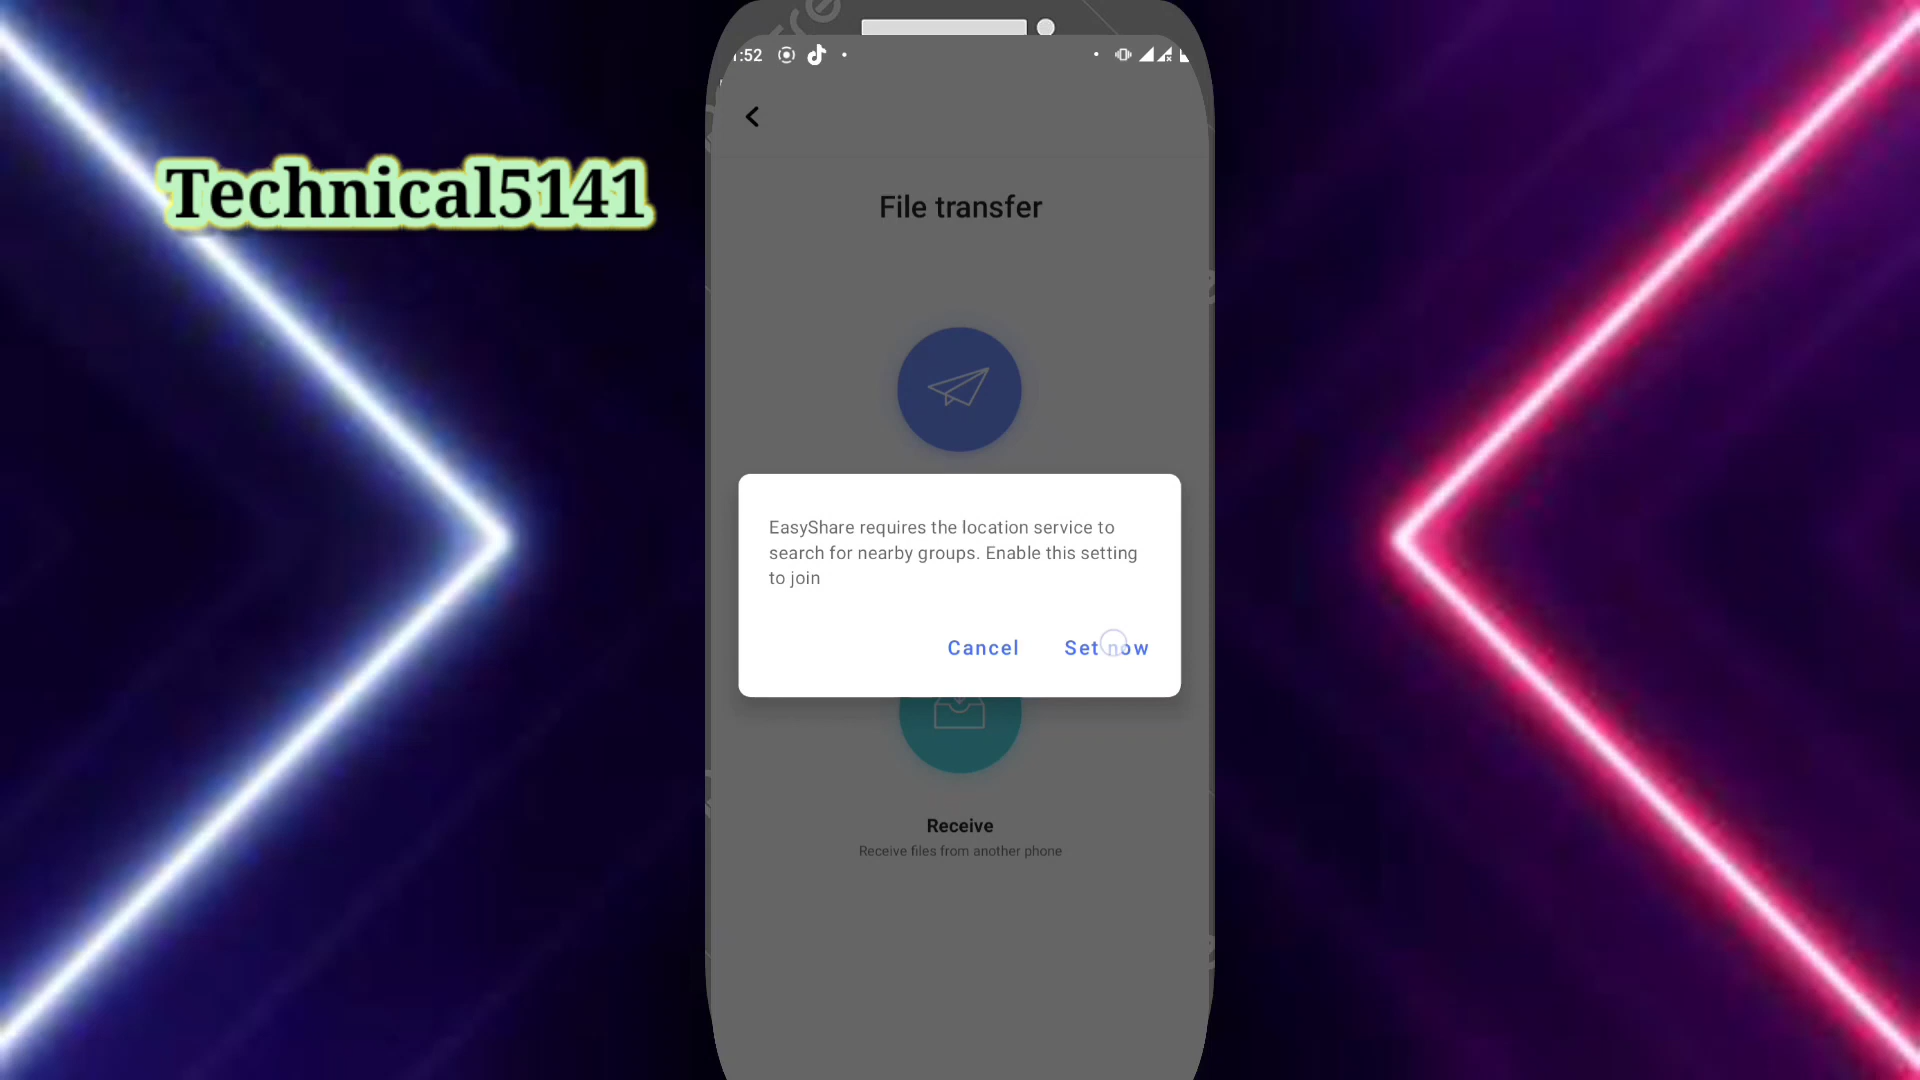 :52
Technical5141
File transfer
EasyShare requires the location service to
search for nearby groups. Enable this setting
to join
Cancel Set now
Receive
Receive files from another phone